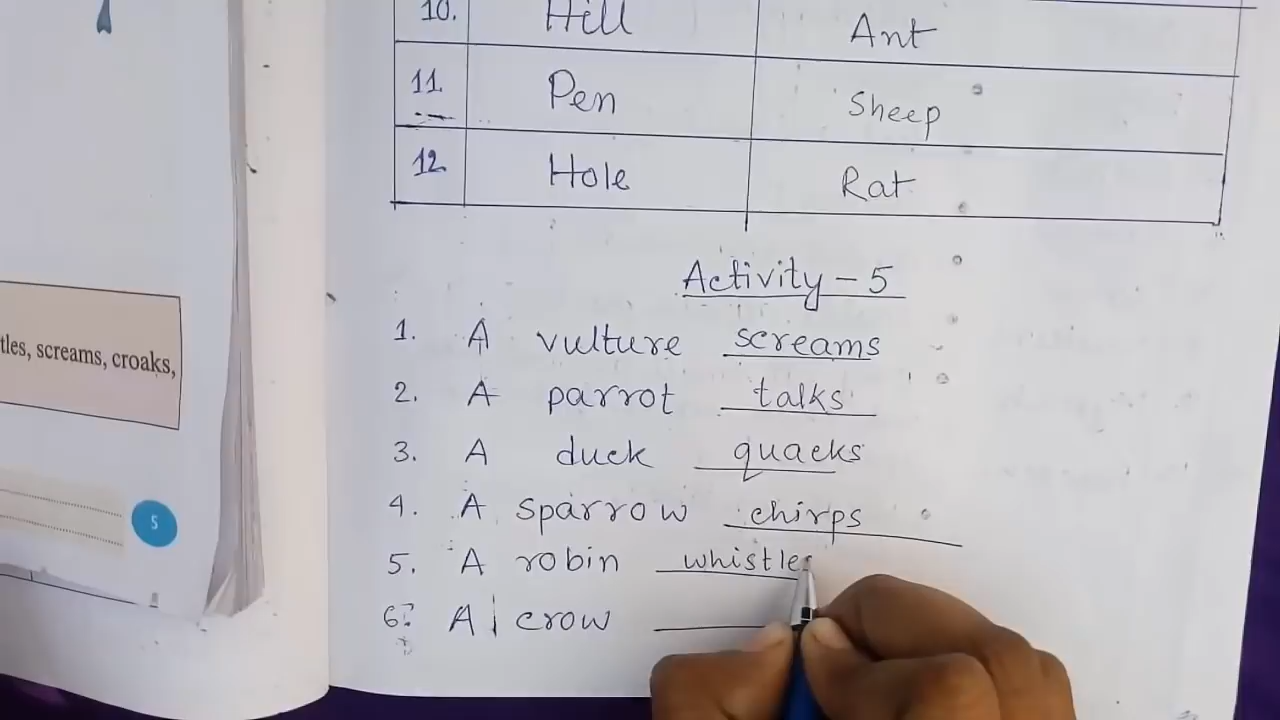 10. Hill Ant
11. Pen Sheep
12. Hole Rat
Activity - 5
tles, screams, croaks,
1. A vulture screams
2. A parrot talks
3. A duck quacks
4. A sparrow chirps
5. A robin whistles
6. A crow
5